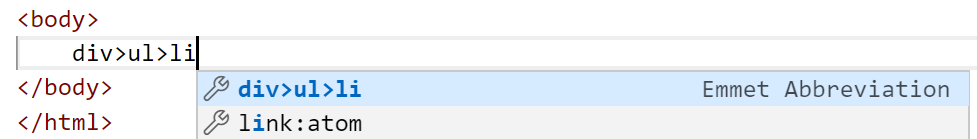 <body>
div>ul>li
</body>
div>ul>li Emmet Abbreviation
</html>
link:atom